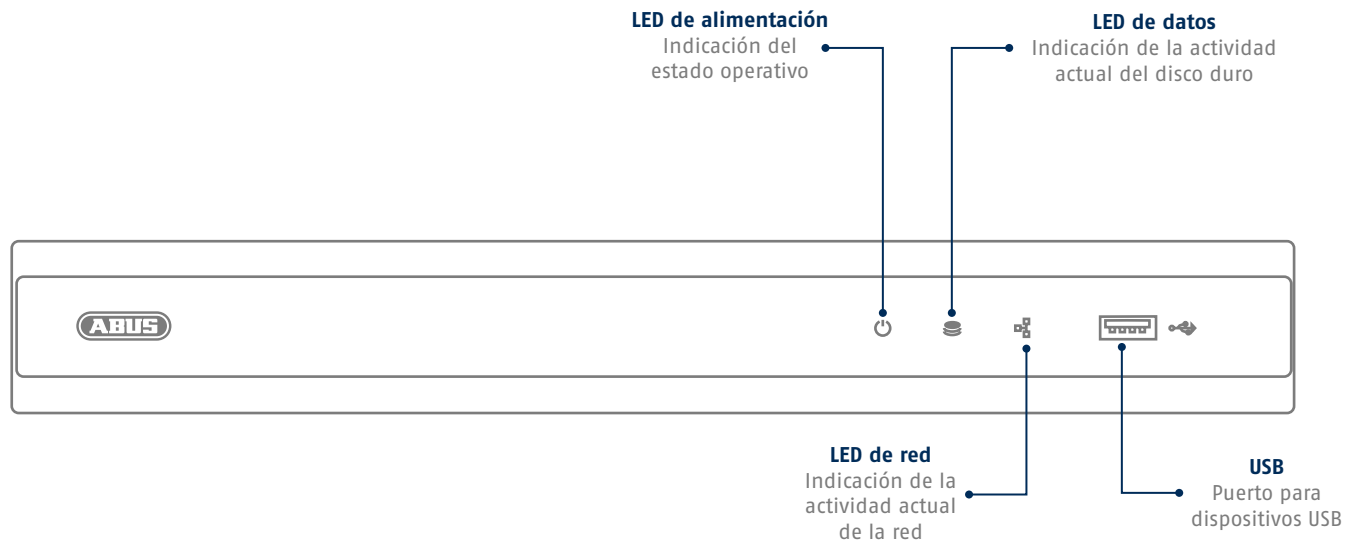 LED de alimentación
Indicación del
estado operativo
LED de datos
Indicación de la actividad
actual del disco duro
ABUS
LED de red
Indicación de la
actividad actual
de la red
USB
Puerto para
dispositivos USB